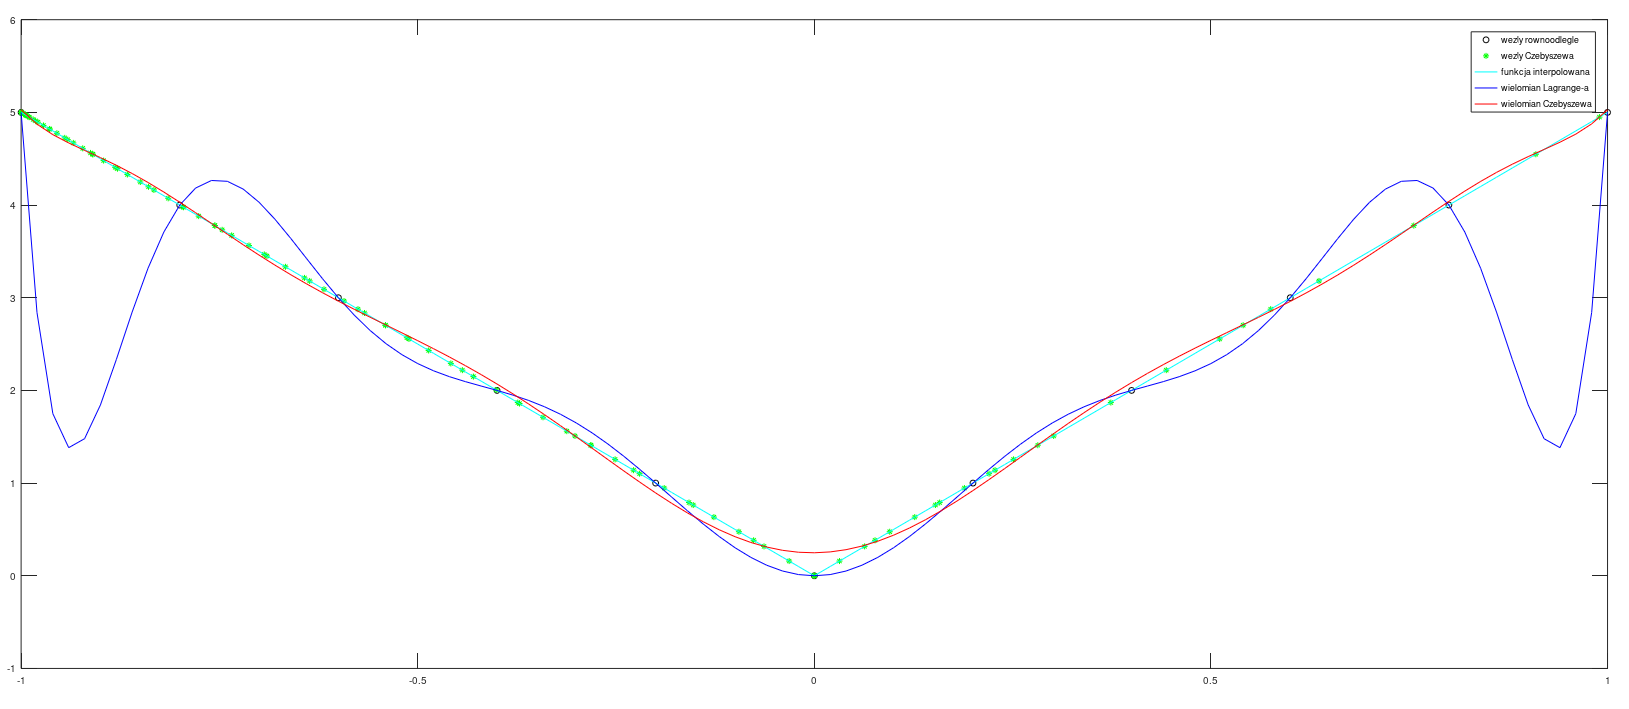 6
5
4
3
2
1
0
-1
-1
-0.5
0
0.5
1
wezly rownoodlegle
wezly Czebyszewa
funkcja interpolowana
wielomian Lagrange-a
wielomian Czebyszewa